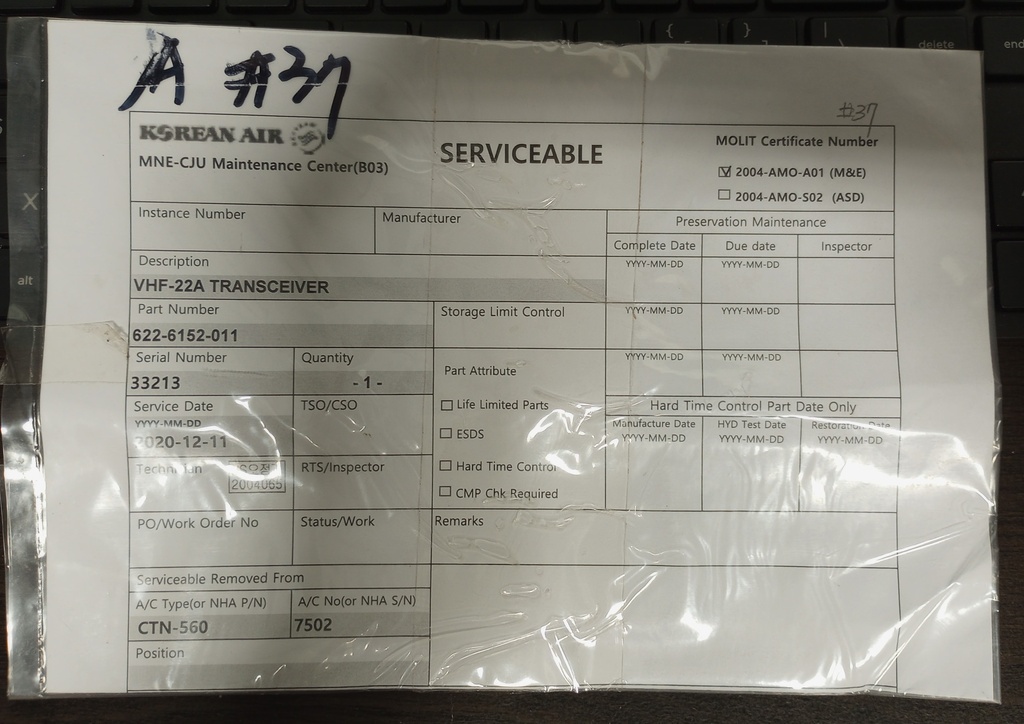 A #37
#37
KOREAN AIR
MNE-CJU Maintenance Center(B03)
SERVICEABLE
MOLIT Certificate Number
☑ 2004-AMO-A01 (M&E)
☐ 2004-AMO-S02 (ASD)
Instance Number
Manufacturer
Preservation Maintenance
Complete Date
Due date
Inspector
YYYY-MM-DD
YYYY-MM-DD
Description
VHF-22A TRANSCEIVER
Part Number
622-6152-011
Storage Limit Control
YYYY-MM-DD
YYYY-MM-DD
Serial Number
33213
Quantity
- 1 -
YYYY-MM-DD
YYYY-MM-DD
Part Attribute
☐ Life Limited Parts
☐ ESDS
☐ Hard Time Control
☐ CMP Chk Required
Hard Time Control Part Date Only
Manufacture Date
HYD Test Date
Restoration Date
YYYY-MM-DD
YYYY-MM-DD
YYYY-MM-DD
Service Date
YYYY-MM-DD
2020-12-11
TSO/CSO
Technician
2004065
RTS/Inspector
PO/Work Order No
Status/Work
Remarks
Serviceable Removed From
A/C Type(or NHA P/N)
CTN-560
A/C No(or NHA S/N)
7502
Position
delete
end
X
alt